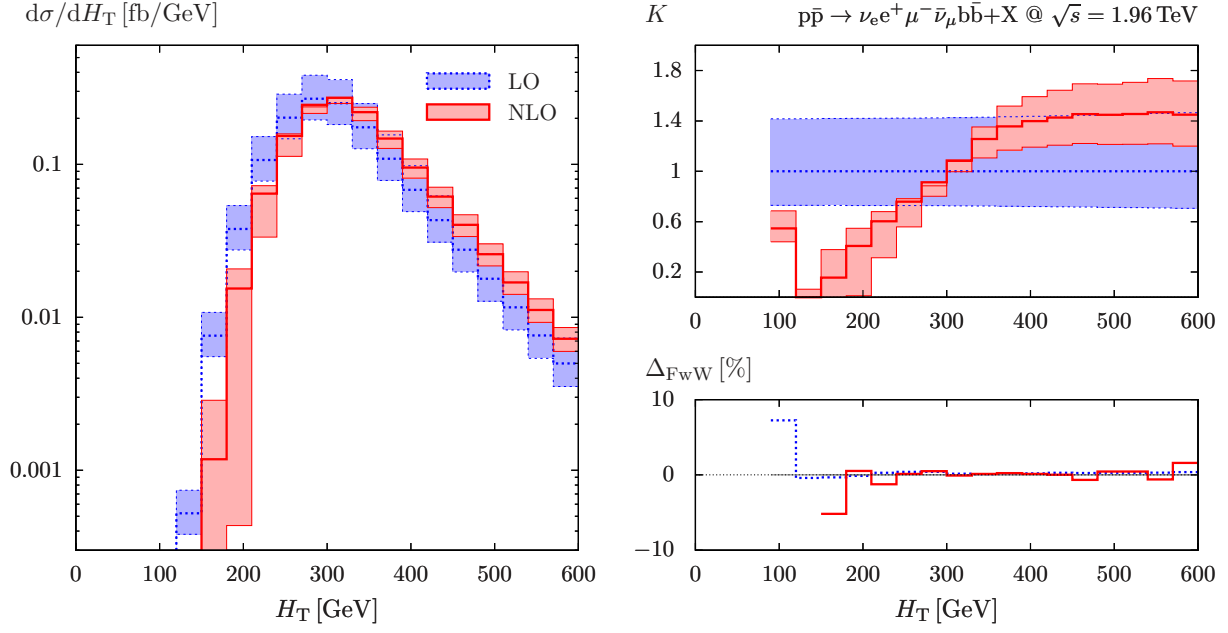 dσ/dH_T [fb/GeV]
LO
NLO
0.1
0.01
0.001
0 100 200 300 400 500 600
H_T [GeV]
K
pp̄ → ν_e e⁺ μ⁻ ν̄_μ bb̄+X @ √s = 1.96 TeV
1.8
1.4
1
0.6
0.2
0 100 200 300 400 500 600
Δ_FwW [%]
10
0
−10
0 100 200 300 400 500 600
H_T [GeV]